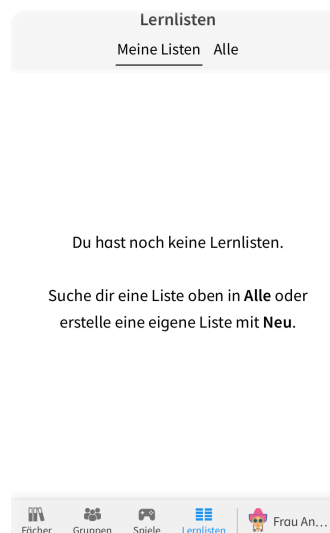 Lernlisten
Meine Listen Alle
Du hast noch keine Lernlisten.
Suche dir eine Liste oben in Alle oder
erstelle eine eigene Liste mit Neu.
Fächer Gruppen Spiele Lernlisten Frau An...